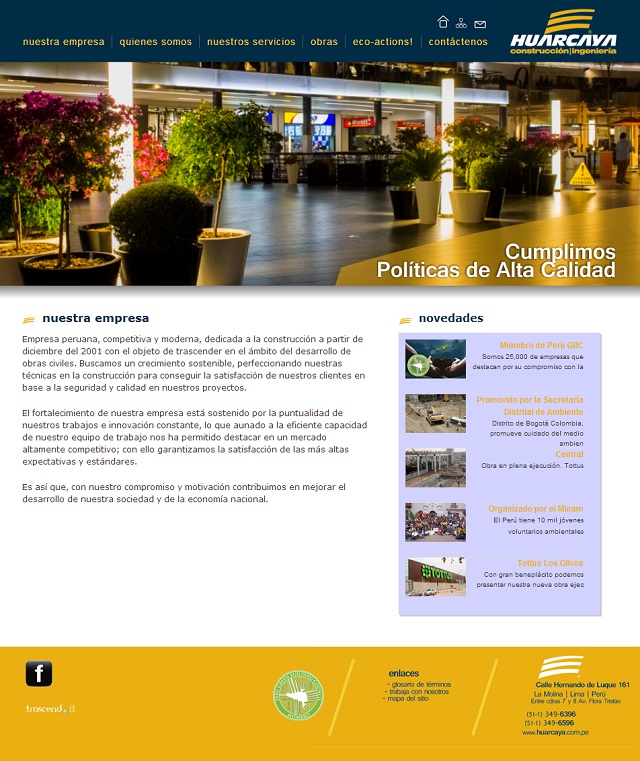 nuestra empresa
quienes somos
nuestros servicios
obras
eco-actions!
contáctenos
HUARCAYA
construcción|ingeniería
Cumplimos
Políticas de Alta Calidad
nuestra empresa
Empresa peruana, competitiva y moderna, dedicada a la construcción a partir de
diciembre del 2001 con el objeto de trascender en el ámbito del desarrollo de
obras civiles. Buscamos un crecimiento sostenible, perfeccionando nuestras
técnicas en la construcción para conseguir la satisfacción de nuestros clientes en
base a la seguridad y calidad en nuestros proyectos.
El fortalecimiento de nuestra empresa está sostenido por la puntualidad de
nuestros trabajos e innovación constante, lo que aunado a la eficiente capacidad
de nuestro equipo de trabajo nos ha permitido destacar en un mercado
altamente competitivo; con ello garantizamos la satisfacción de las más altas
expectativas y estándares.
Es así que, con nuestro compromiso y motivación contribuimos en mejorar el
desarrollo de nuestra sociedad y de la economía nacional.
novedades
Miembro de Perú GBC
Somos 25,000 de empresas que
destacan por su compromiso con la
Promovido por la Secretaria
Distrital de Ambiente
Distrito de Bogotá Colombia,
promueve cuidado del medio
ambien
Central
Obra en plena ejecución. Tottus
Organizado por el Minam
El Perú tiene 10 mil jóvenes
voluntarios ambientales
TOTTUS
Tottus Los Olivos
Con gran beneplácito podemos
presentar nuestra nueva obra ejec
f
trascend. it
enlaces
- glosario de términos
- trabaja con nosotros
- mapa del sitio
Calle Hernando de Luque 161
La Molina | Lima | Perú
Entre cdras 7 y 8 Av. Flora Tristán
(51-1) 349-6396
(51-1) 349-6596
www.huarcaya.com.pe